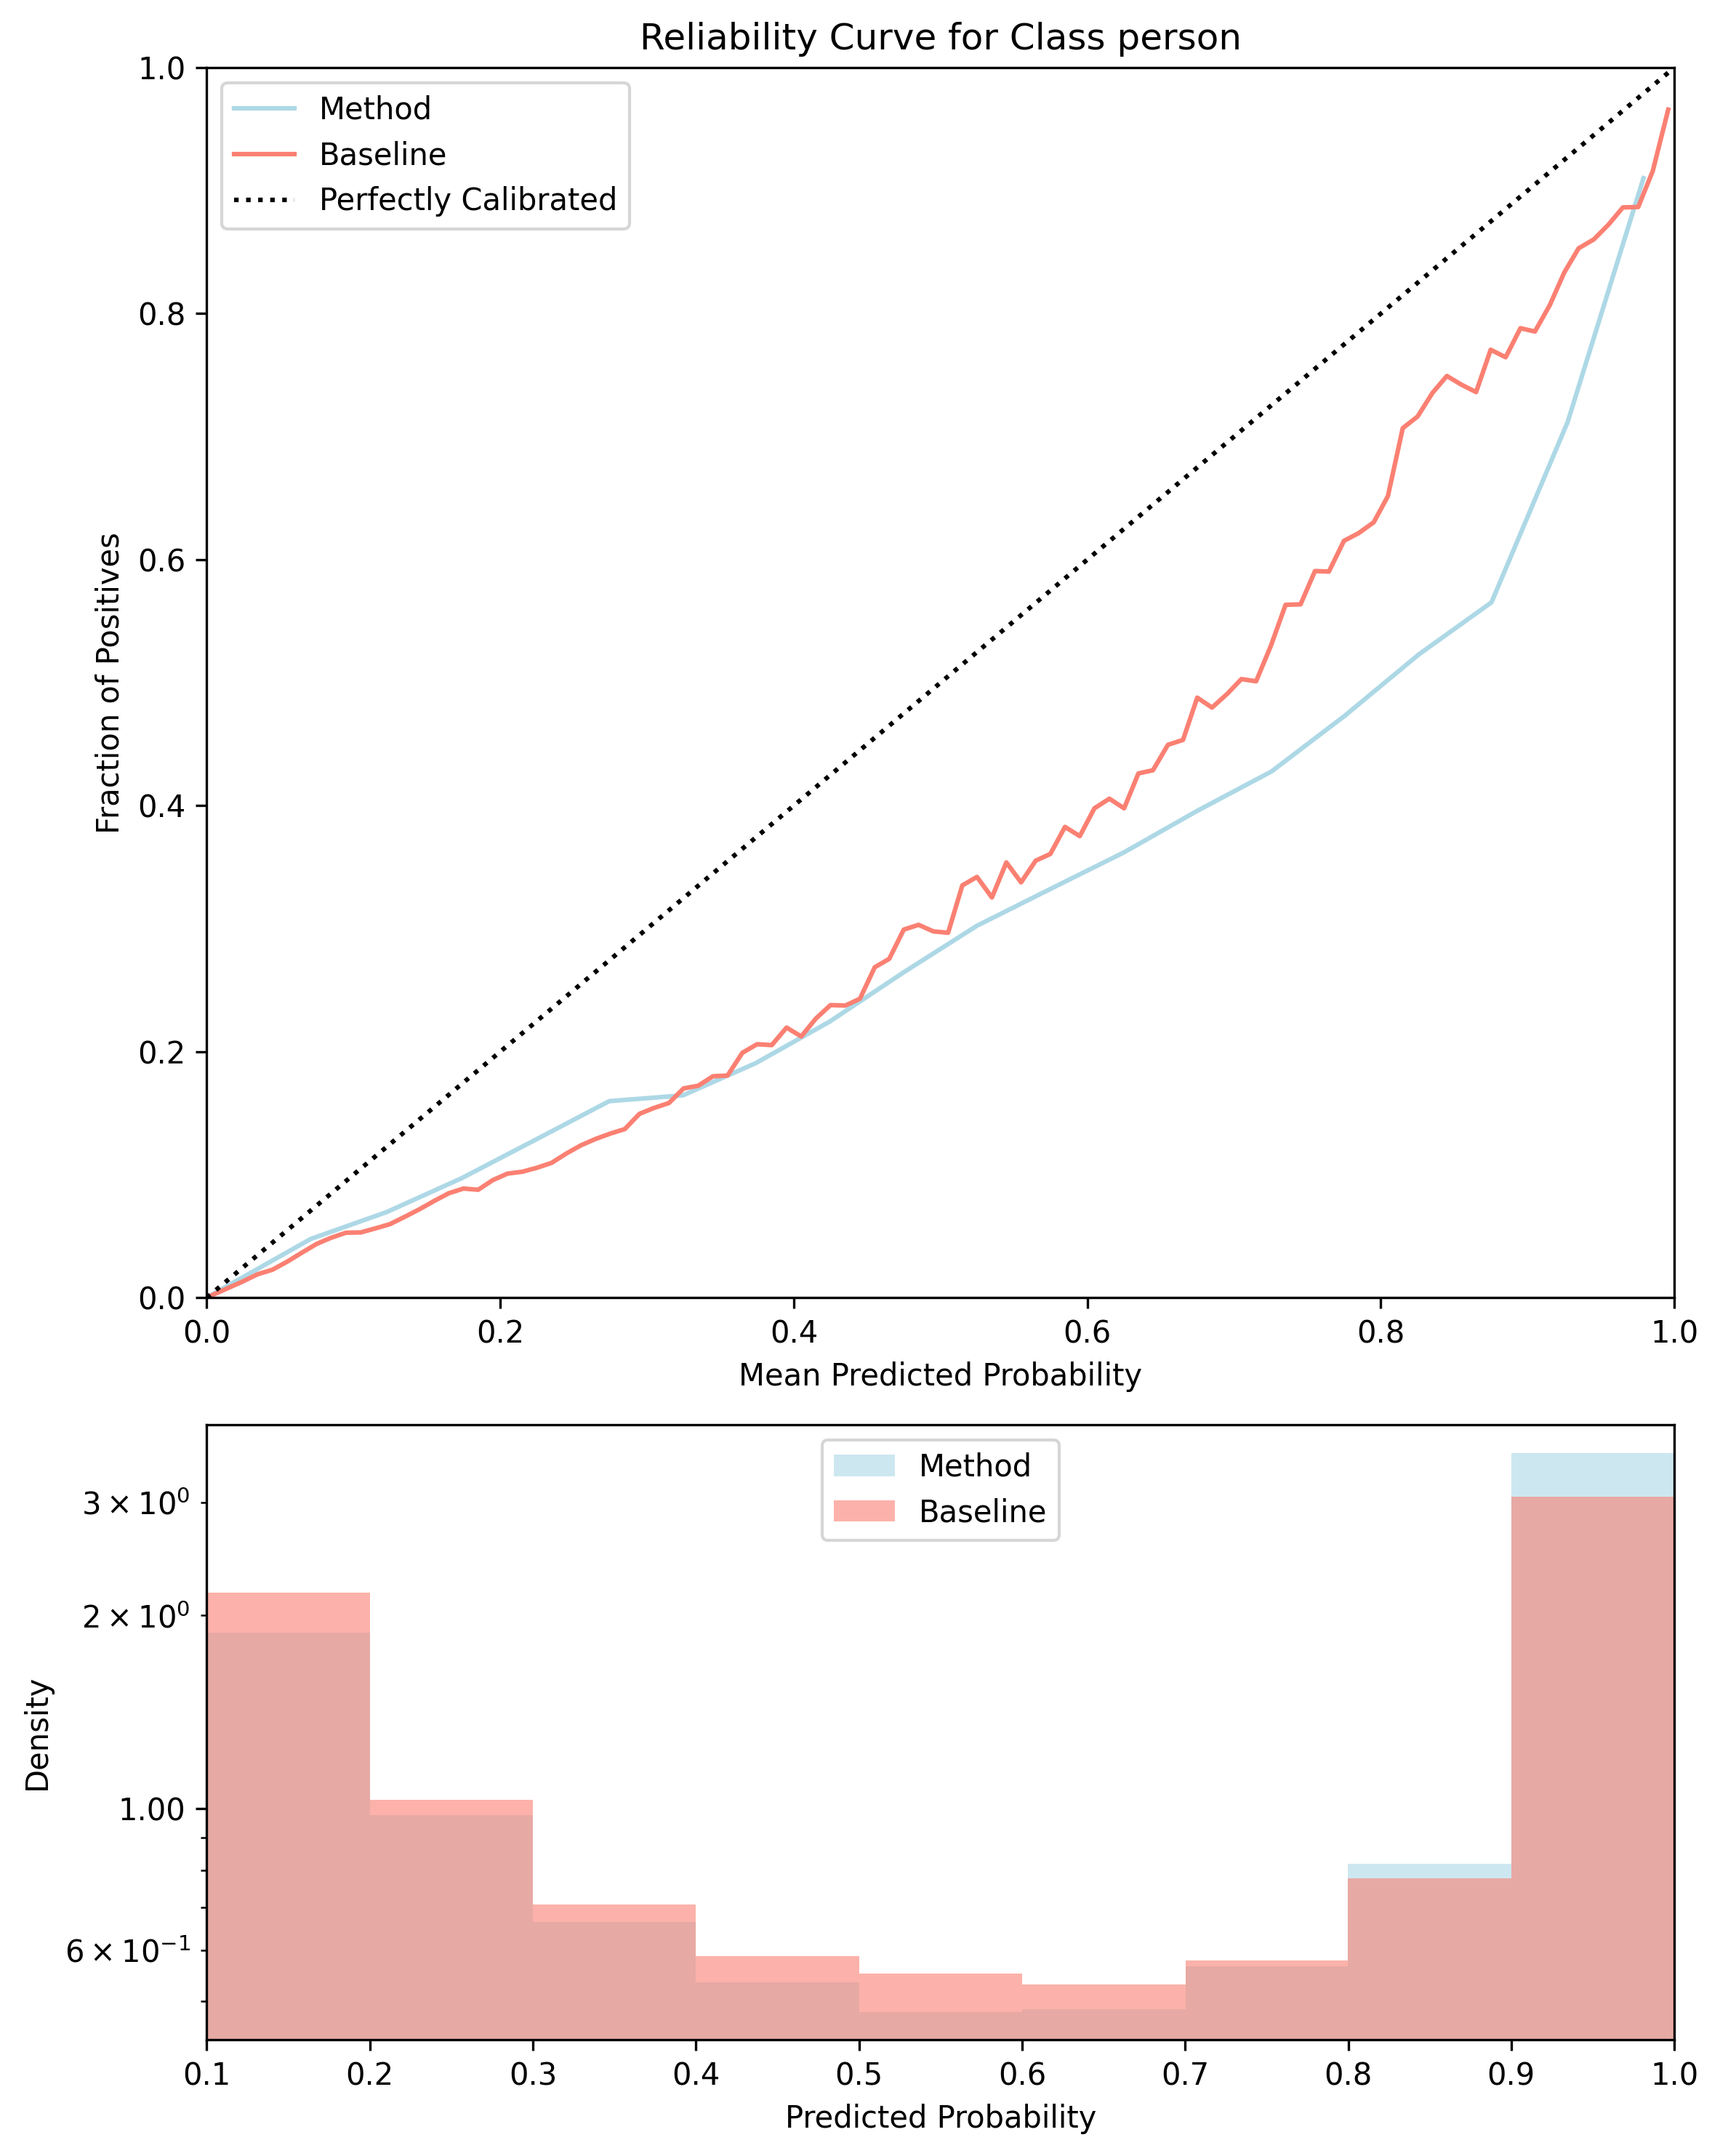 Reliability Curve for Class person
1.0
0.8
0.6
0.4
0.2
0.0
Fraction of Positives
Method
Baseline
Perfectly Calibrated
0.0 0.2 0.4 0.6 0.8 1.0
Mean Predicted Probability
3 × 10⁰
2 × 10⁰
1.00
6 × 10⁻¹
Density
Method
Baseline
0.1 0.2 0.3 0.4 0.5 0.6 0.7 0.8 0.9 1.0
Predicted Probability